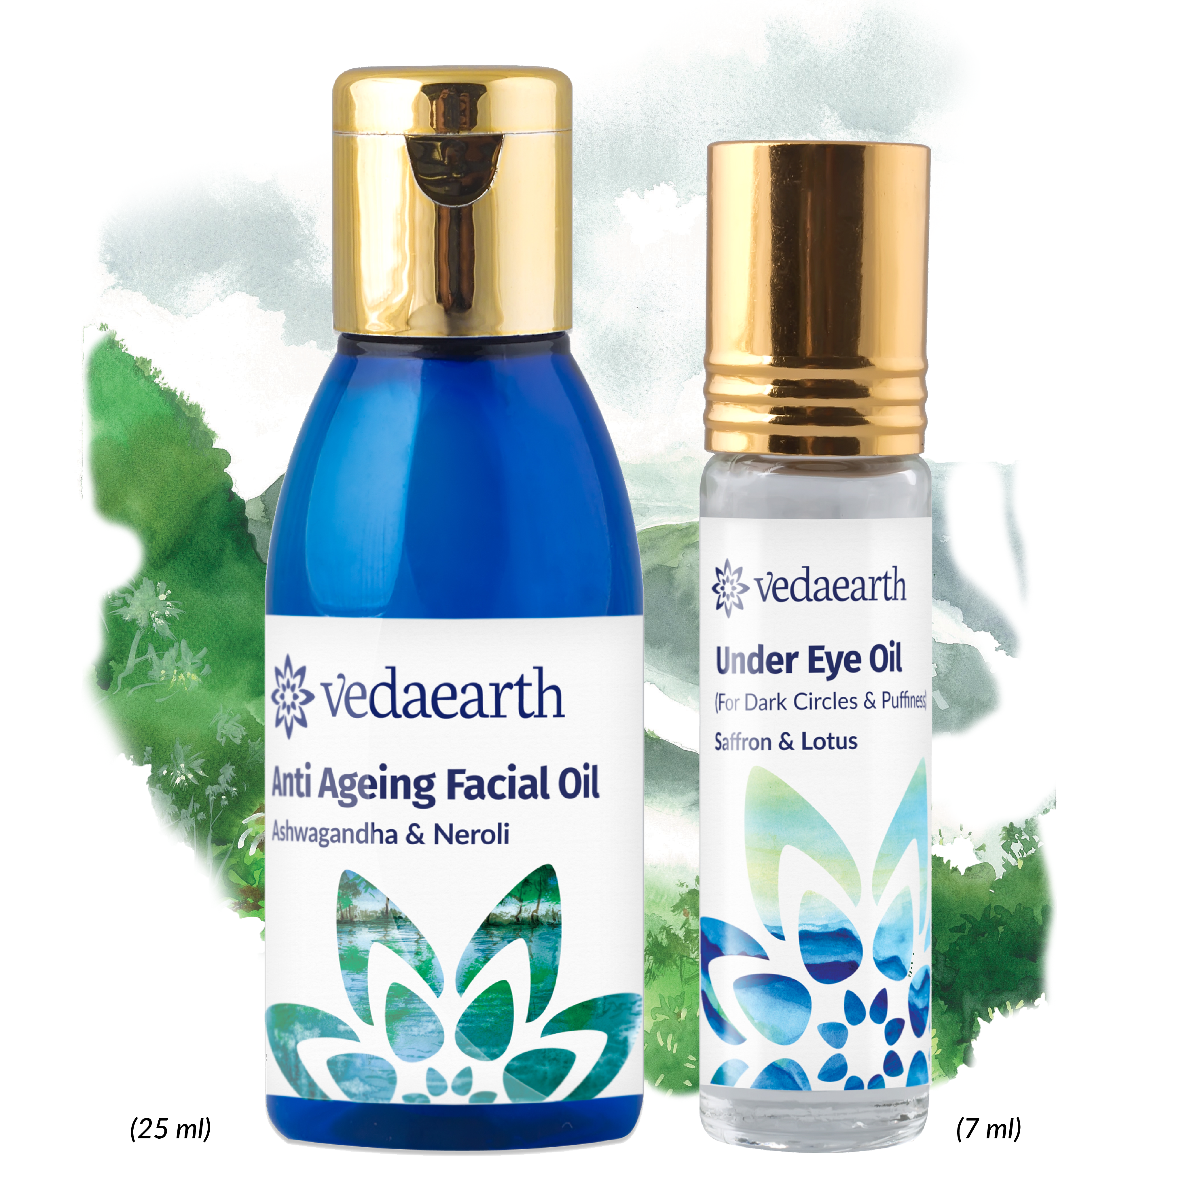 vedaearth
Anti Ageing Facial Oil
Ashwagandha & Neroli
(25 ml)
vedaearth
Under Eye Oil
(For Dark Circles & Puffiness)
Saffron & Lotus
(7 ml)